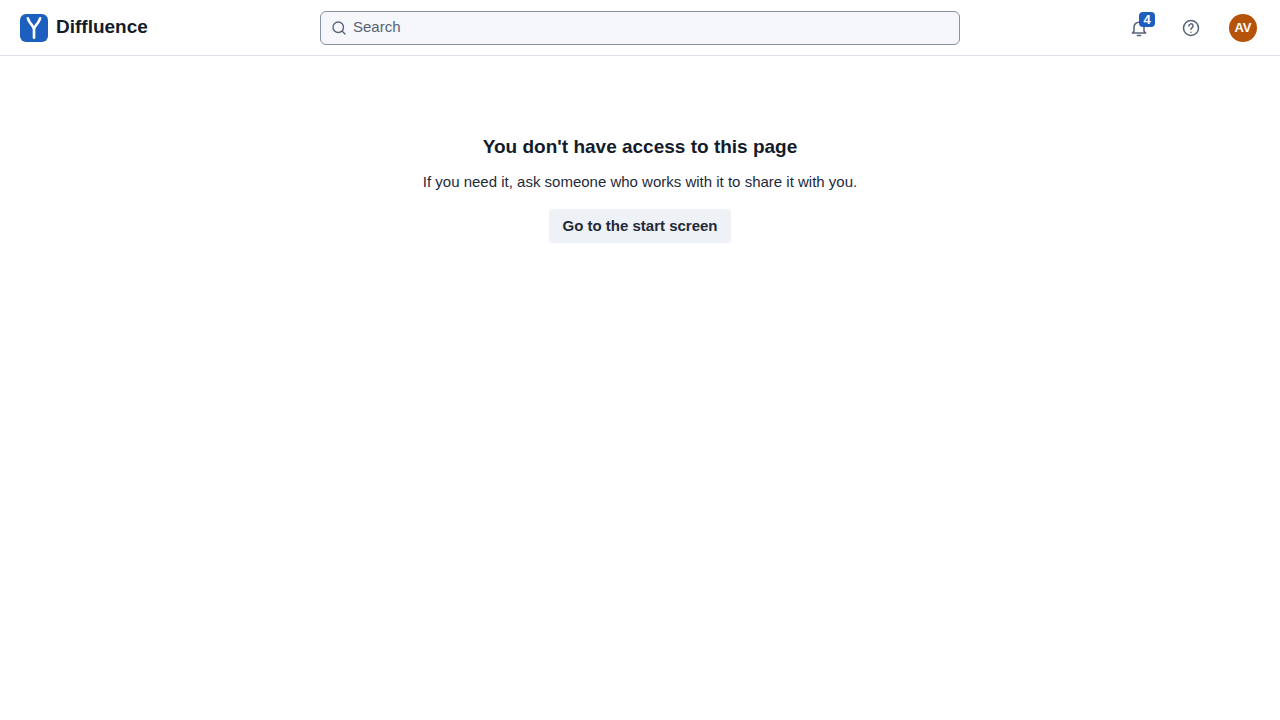 Diffluence
Search
4
AV
You don't have access to this page
If you need it, ask someone who works with it to share it with you.
Go to the start screen